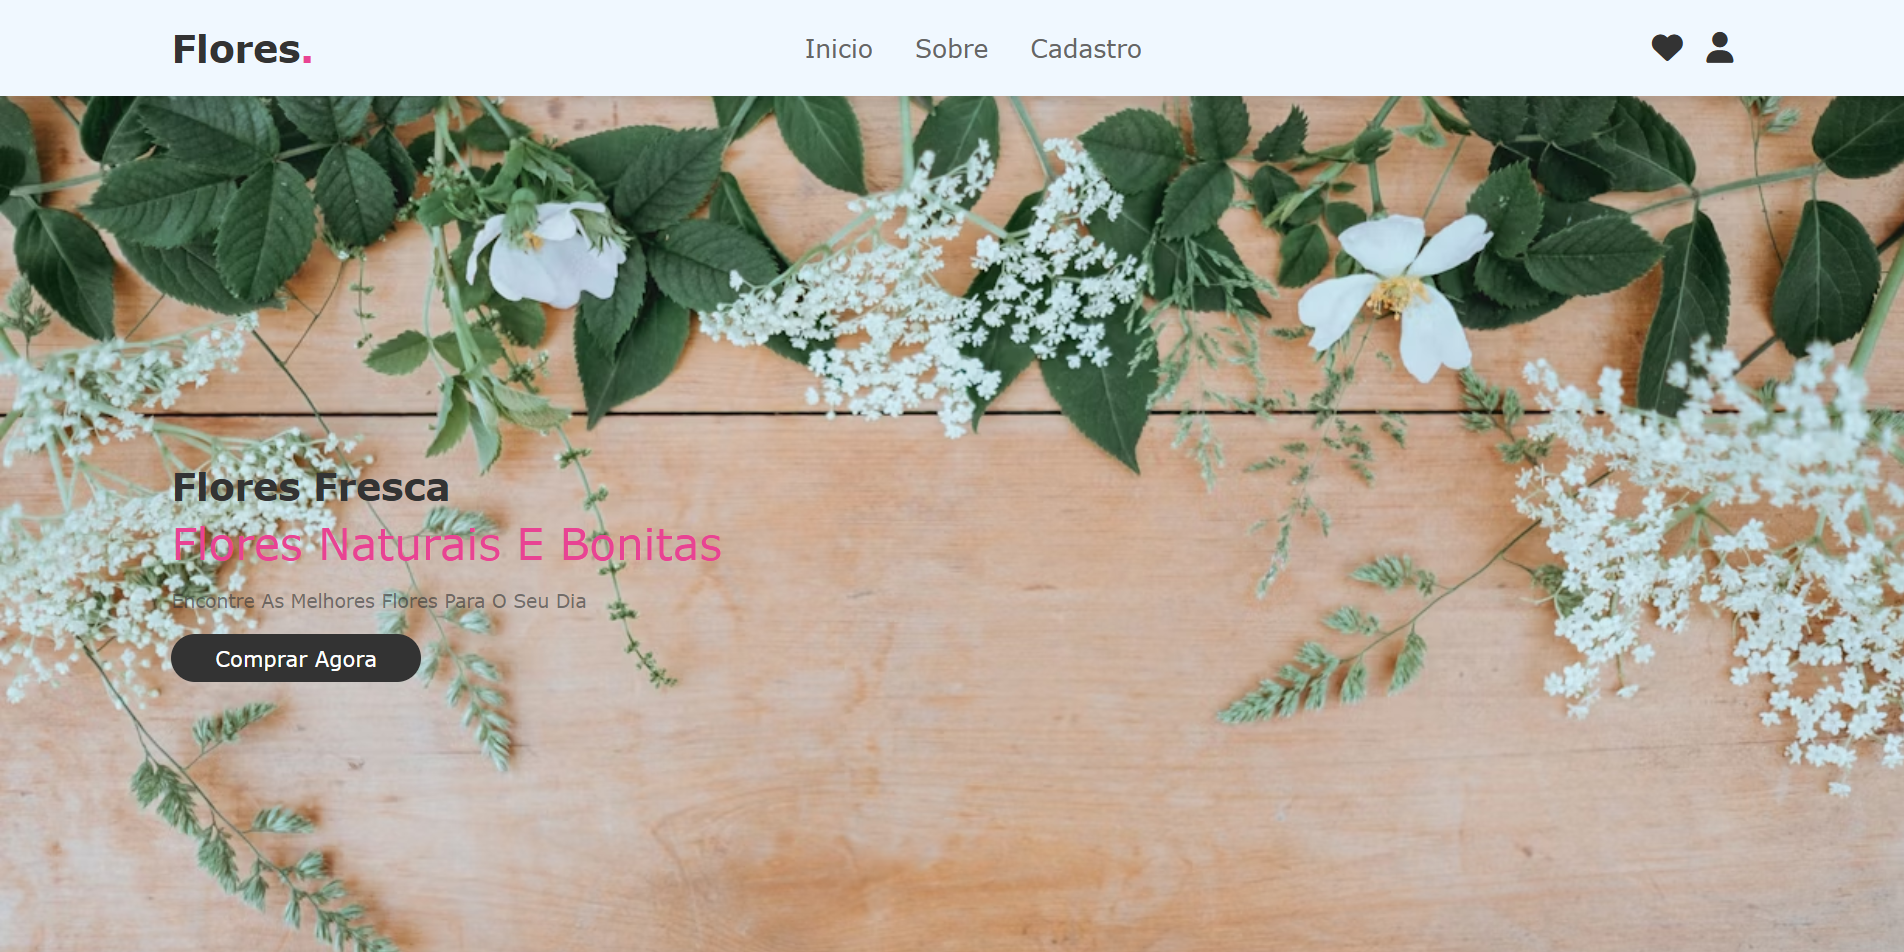 Flores.
Inicio Sobre Cadastro
Flores Fresca
Flores Naturais E Bonitas
Encontre As Melhores Flores Para O Seu Dia
Comprar Agora